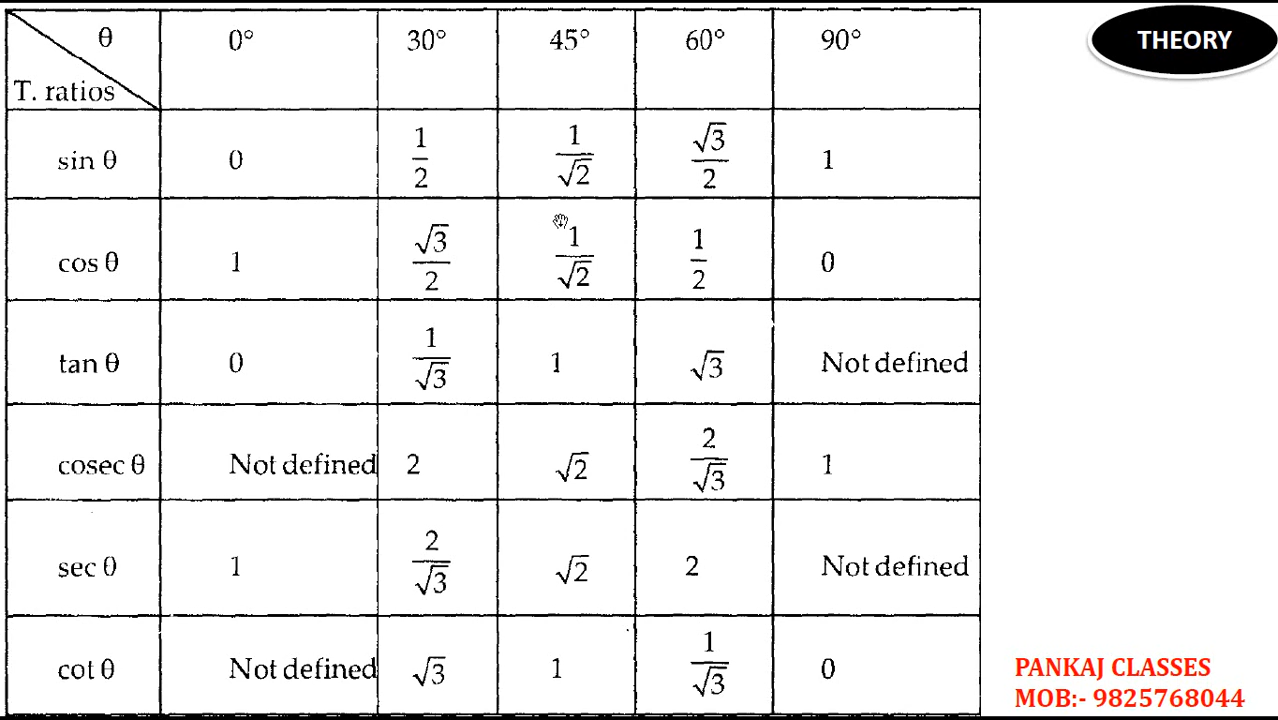 θ 0° 30° 45° 60° 90°
T. ratios
sin θ 0 1/2 1/√2 √3/2 1
cos θ 1 √3/2 1/√2 1/2 0
tan θ 0 1/√3 1 √3 Not defined
cosec θ Not defined 2 √2 2/√3 1
sec θ 1 2/√3 √2 2 Not defined
cot θ Not defined √3 1 1/√3 0
THEORY
PANKAJ CLASSES
MOB:- 9825768044